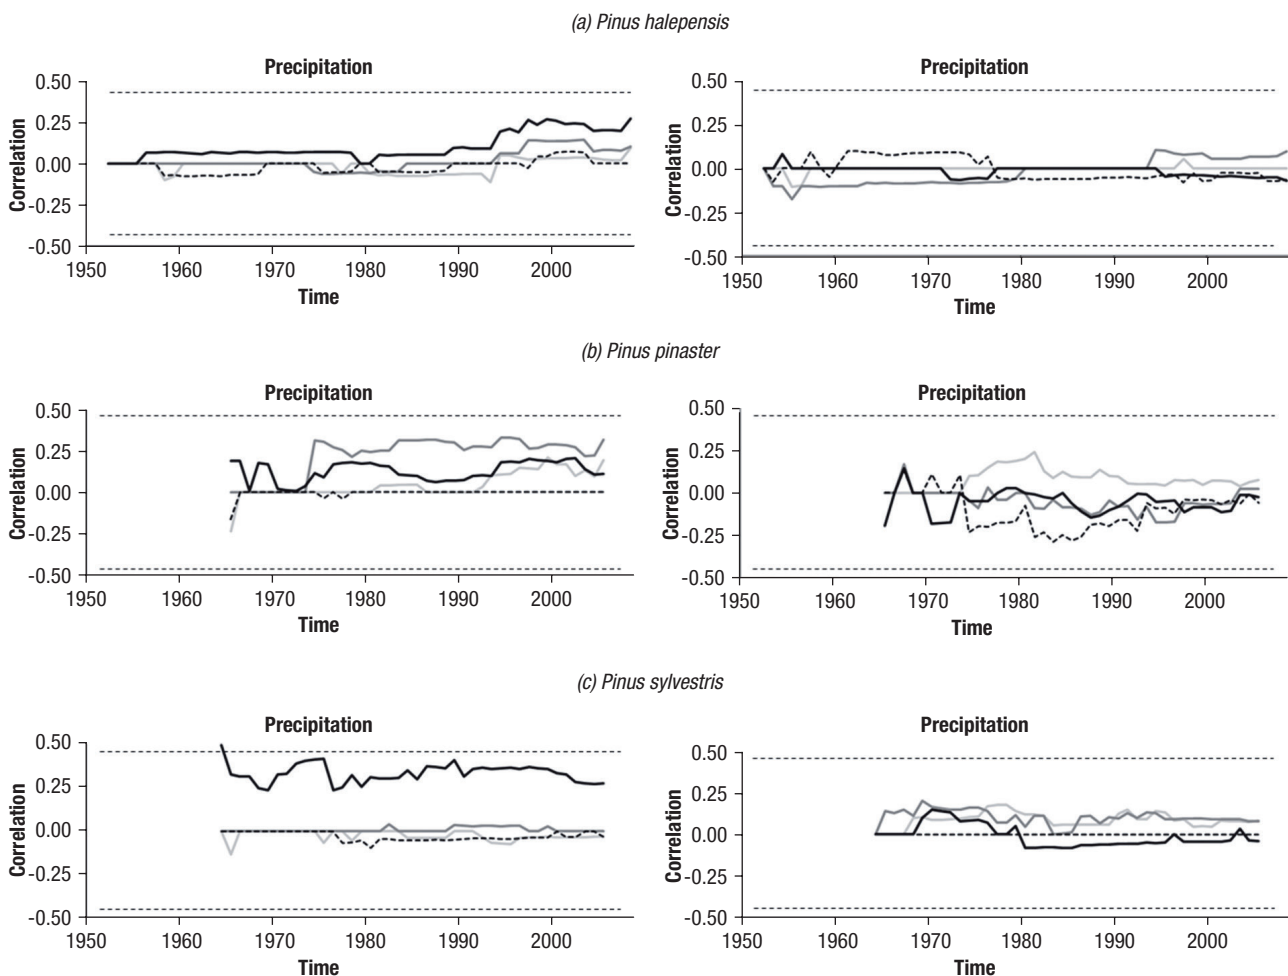 (a) Pinus halepensis
Precipitation
0.50
0.25
0.00
-0.25
-0.50
Correlation
1950 1960 1970 1980 1990 2000
Time
Precipitation
0.50
0.25
0.00
-0.25
-0.50
Correlation
1950 1960 1970 1980 1990 2000
Time
(b) Pinus pinaster
Precipitation
0.50
0.25
0.00
-0.25
-0.50
Correlation
1950 1960 1970 1980 1990 2000
Time
Precipitation
0.50
0.25
0.00
-0.25
-0.50
Correlation
1950 1960 1970 1980 1990 2000
Time
(c) Pinus sylvestris
Precipitation
0.50
0.25
0.00
-0.25
-0.50
Correlation
1950 1960 1970 1980 1990 2000
Time
Precipitation
0.50
0.25
0.00
-0.25
-0.50
Correlation
1950 1960 1970 1980 1990 2000
Time